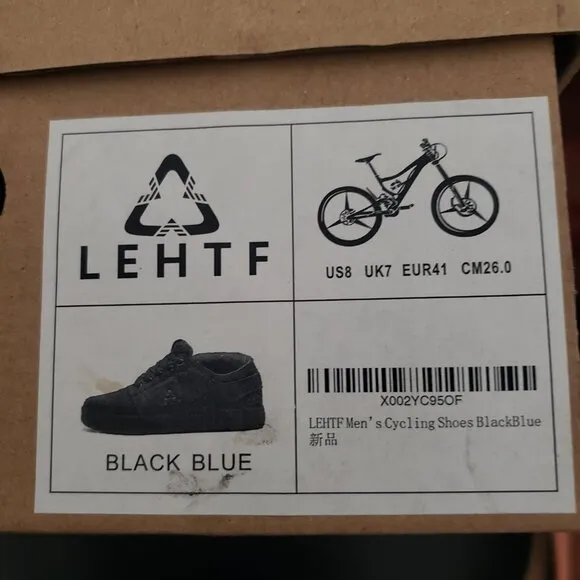 LEHTF
US8 UK7 EUR41 CM26.0
BLACK BLUE
X002YC95OF
LEHTF Men's Cycling Shoes BlackBlue
新品